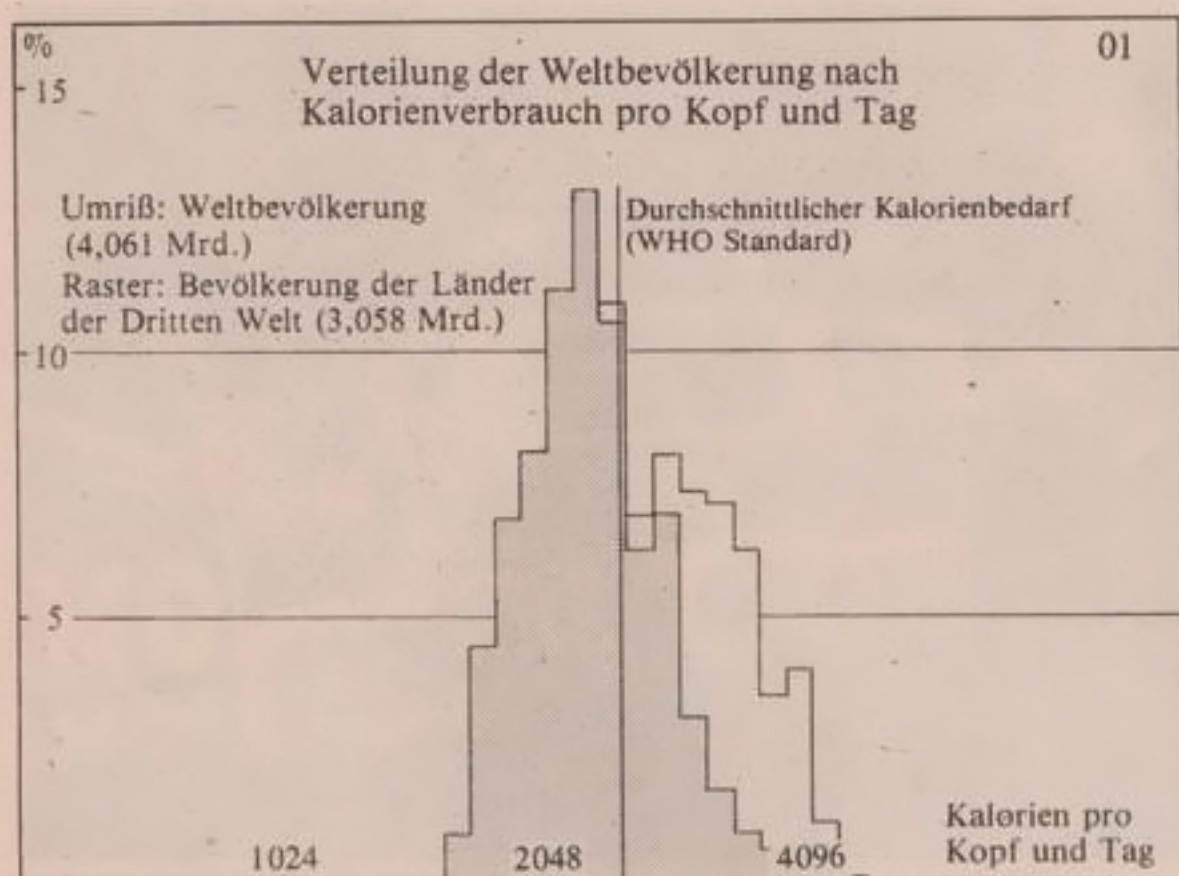 %
01
15
Verteilung der Weltbevölkerung nach
Kalorienverbrauch pro Kopf und Tag
Umriß: Weltbevölkerung
(4,061 Mrd.)
Raster: Bevölkerung der Länder
der Dritten Welt (3,058 Mrd.)
Durchschnittlicher Kalorienbedarf
(WHO Standard)
10
5
1024
2048
4096
Kalorien pro
Kopf und Tag